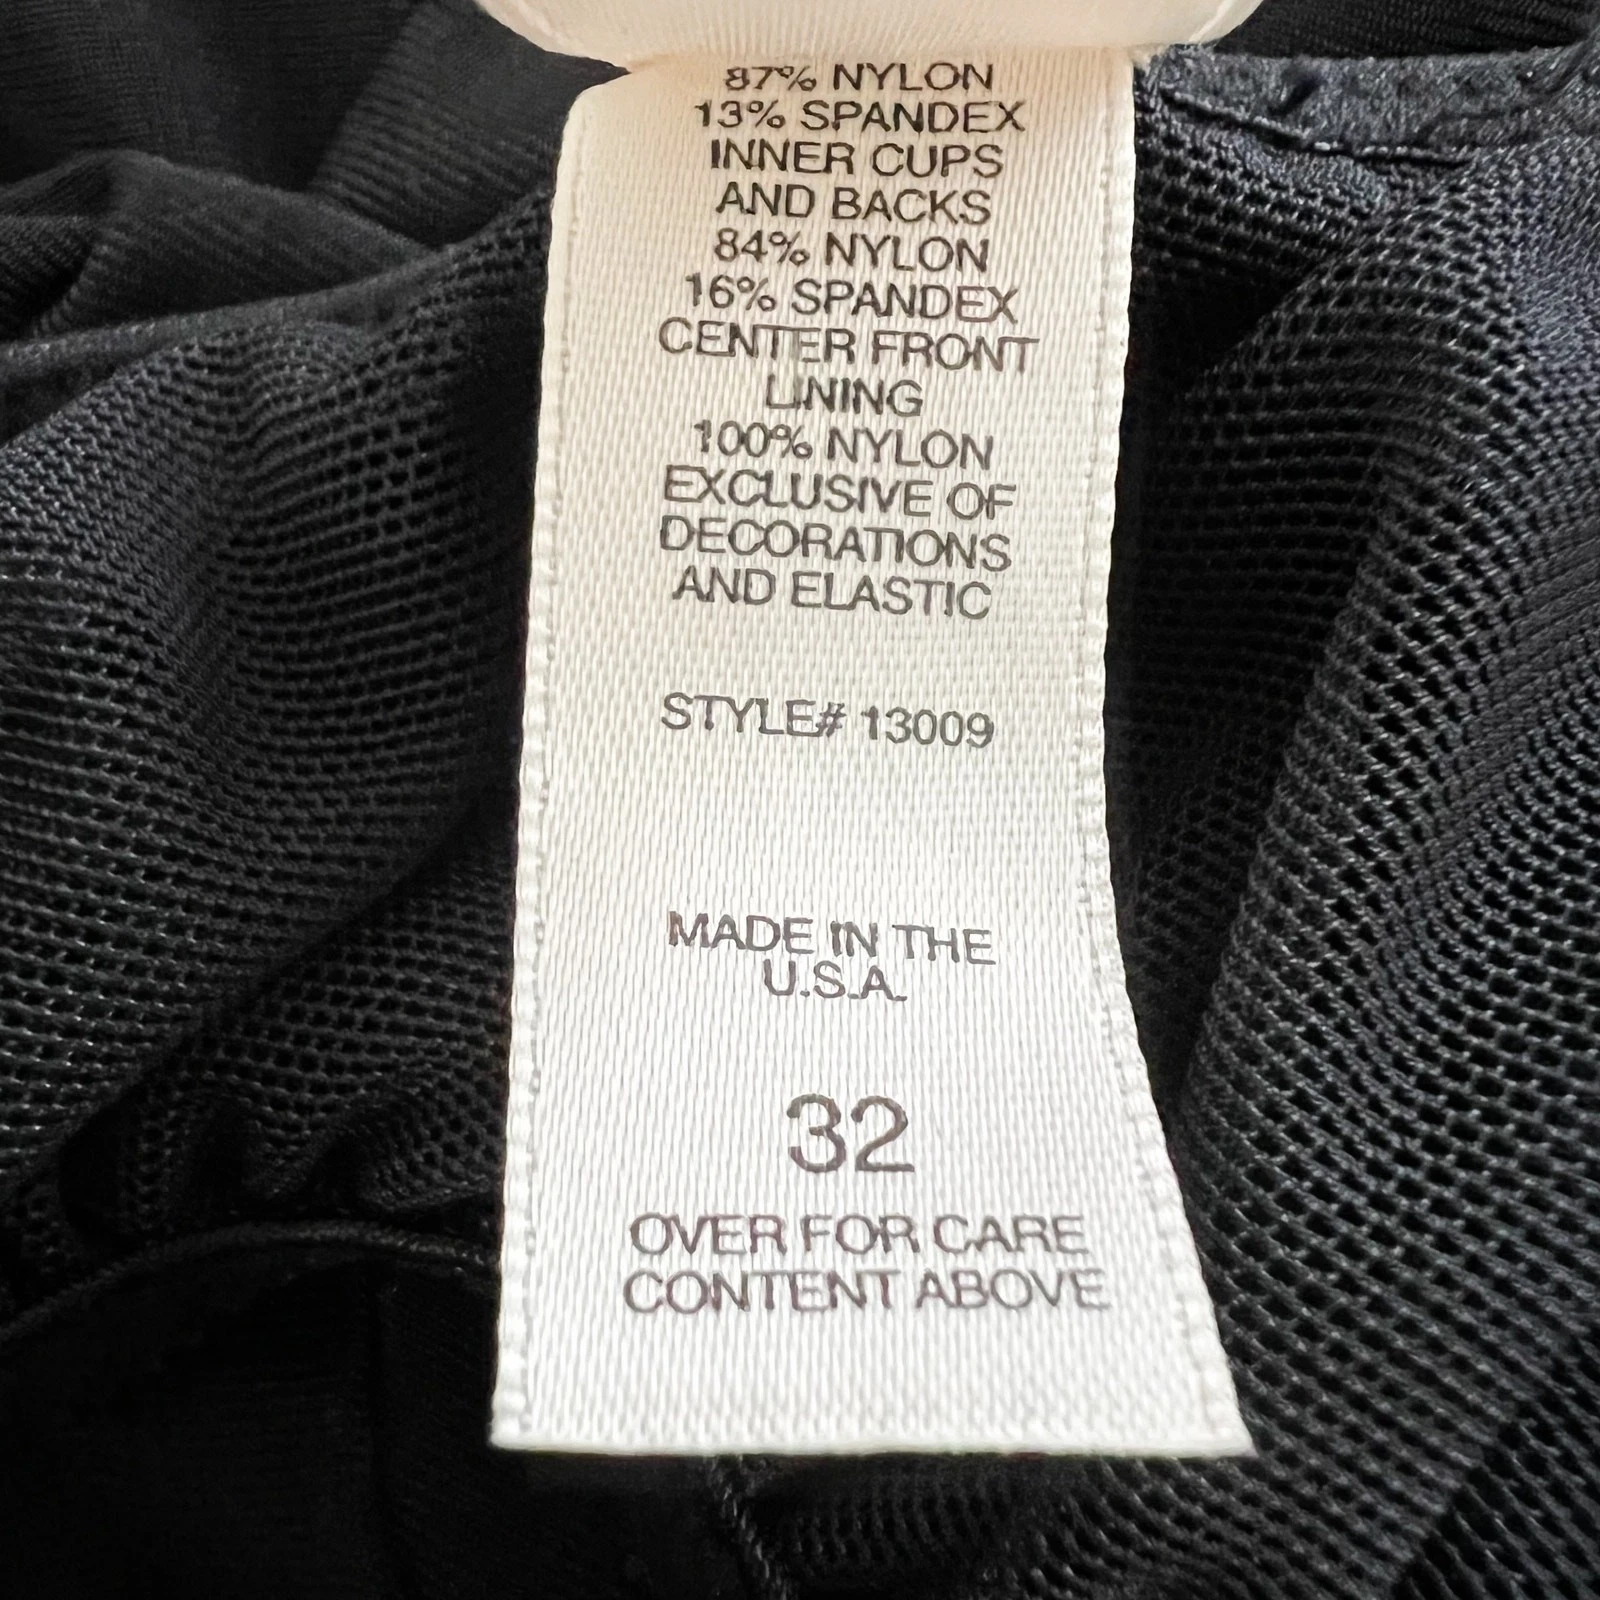 87% NYLON
13% SPANDEX
INNER CUPS
AND BACKS
84% NYLON
16% SPANDEX
CENTER FRONT
LINING
100% NYLON
EXCLUSIVE OF
DECORATIONS
AND ELASTIC
STYLE# 13009
MADE IN THE
U.S.A.
32
OVER FOR CARE
CONTENT ABOVE